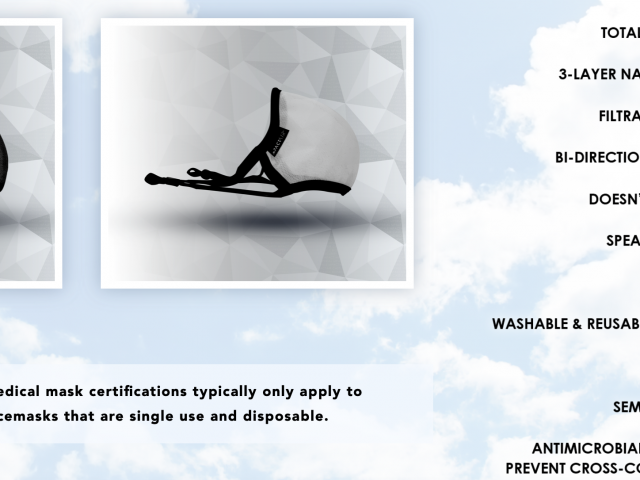 TOTAL
3-LAYER NA
FILTRA
BI-DIRECTIO
DOESN'
SPEA
WASHABLE & REUSAB
SEM
ANTIMICROBIA
PREVENT CROSS-CO
edical mask certifications typically only apply to
cemasks that are single use and disposable.